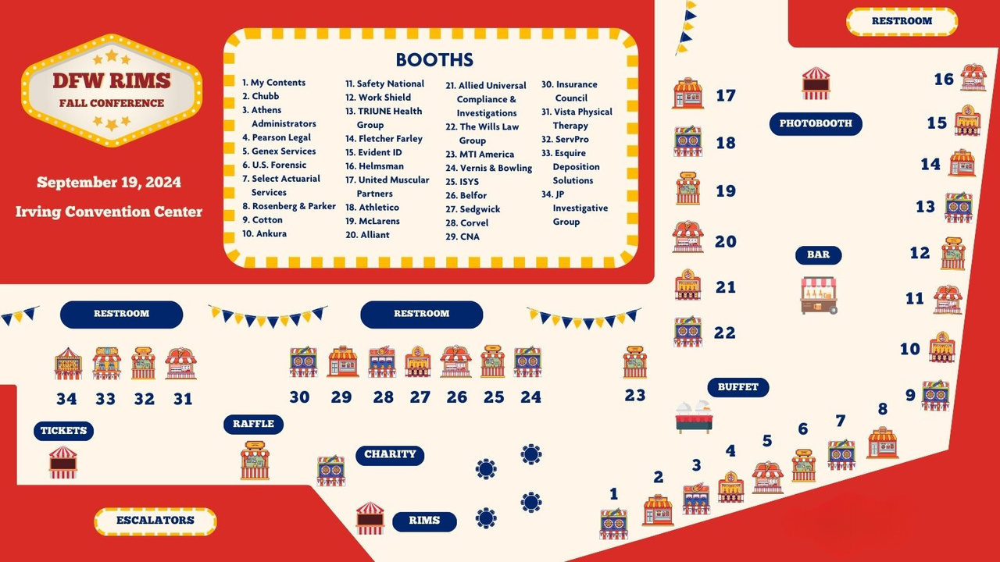 DFW RIMS
FALL CONFERENCE
September 19, 2024
Irving Convention Center
BOOTHS
1. My Contents
2. Chubb
3. Athens
Administrators
4. Pearson Legal
5. Genex Services
6. U.S. Forensic
7. Select Actuarial
Services
8. Rosenberg & Parker
9. Cotton
10. Ankura
11. Safety National
12. Work Shield
13. TRIUNE Health
Group
14. Fletcher Farley
15. Evident ID
16. Helmsman
17. United Muscular
Partners
18. Athletico
19. McLarens
20. Alliant
21. Allied Universal
Compliance &
Investigations
22. The Wills Law
Group
23. MTI America
24. Vernis & Bowling
25. ISYS
26. Belfor
27. Sedgwick
28. Corvel
29. CNA
30. Insurance
Council
31. Vista Physical
Therapy
32. ServPro
33. Esquire
Deposition
Solutions
34. JP
Investigative
Group
RESTROOM
17
18
19
20
21
22
PHOTOBOOTH
BAR
16
15
14
13
12
11
10
9
RESTROOM
RESTROOM
34 33 32 31
30 29 28 27 26 25 24
23
BUFFET
TICKETS
RAFFLE
CHARITY
RIMS
ESCALATORS
1
2
3
4
5
6
7
8